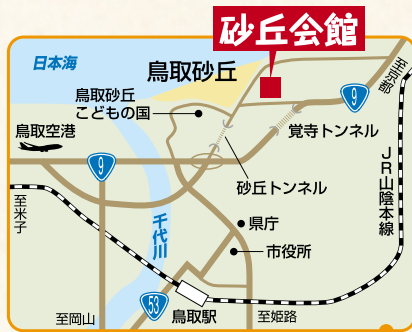 砂丘会館
日本海
鳥取砂丘
至京都
鳥取砂丘
こどもの国
9
鳥取空港
覚寺トンネル
9
JR山陰本線
砂丘トンネル
至米子
千代川
県庁
市役所
53
至岡山
鳥取駅
至姫路